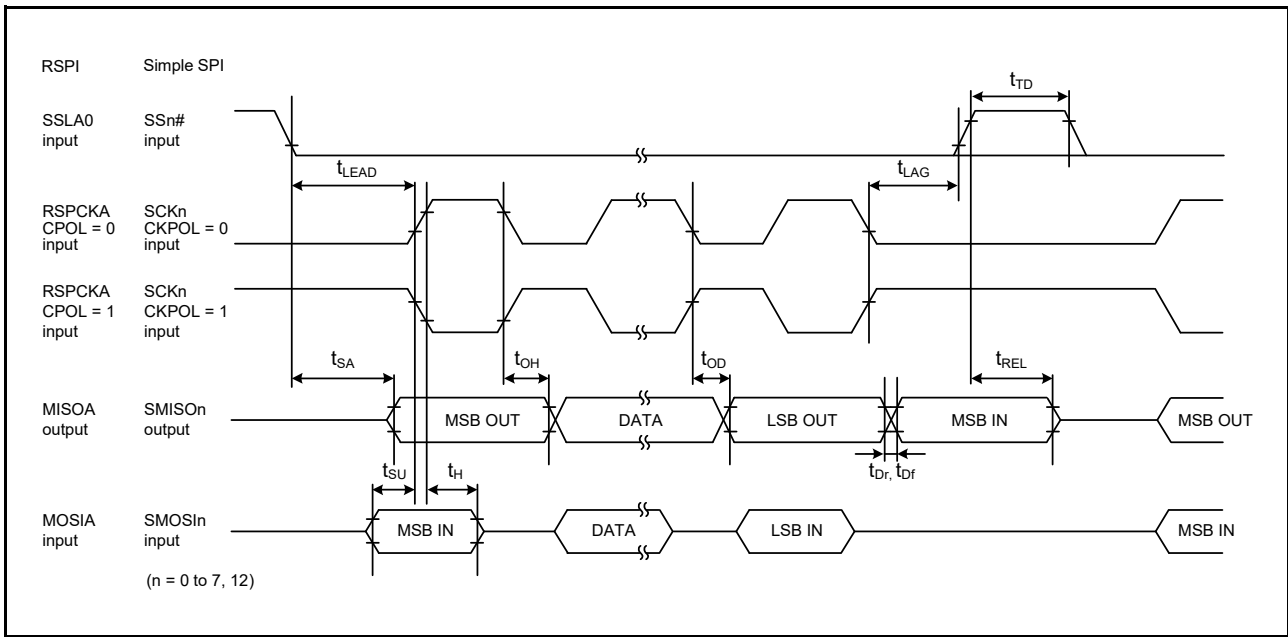 RSPI Simple SPI
SSLA0 SSn#
input input
tTD
tLEAD
tLAG
RSPCKA SCKn
CPOL = 0 CKPOL = 0
input input
RSPCKA SCKn
CPOL = 1 CKPOL = 1
input input
tSA
tOH
tOD
tREL
MISOA SMISOn
output output
MSB OUT DATA LSB OUT MSB IN MSB OUT
tSU
tH
tDr, tDf
MOSIA SMOSIn
input input
MSB IN DATA LSB IN MSB IN
(n = 0 to 7, 12)